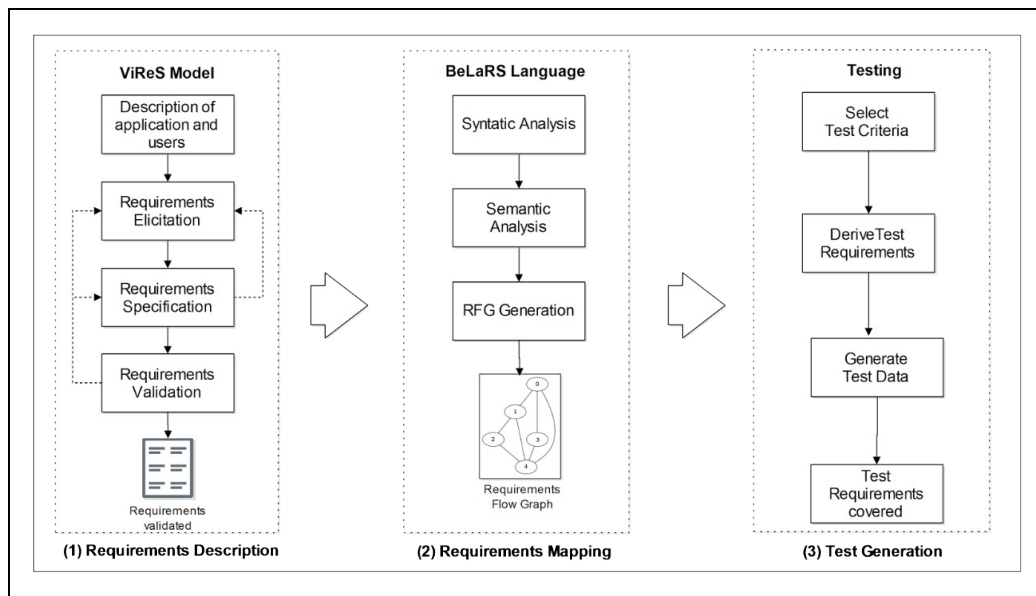 ViReS Model
Description of
application and
users
Requirements
Elicitation
Requirements
Specification
Requirements
Validation
Requirements
validated
(1) Requirements Description
BeLaRS Language
Syntatic Analysis
Semantic
Analysis
RFG Generation
0
1
2
3
4
Requirements
Flow Graph
(2) Requirements Mapping
Testing
Select
Test Criteria
DeriveTest
Requirements
Generate
Test Data
Test
Requirements
covered
(3) Test Generation